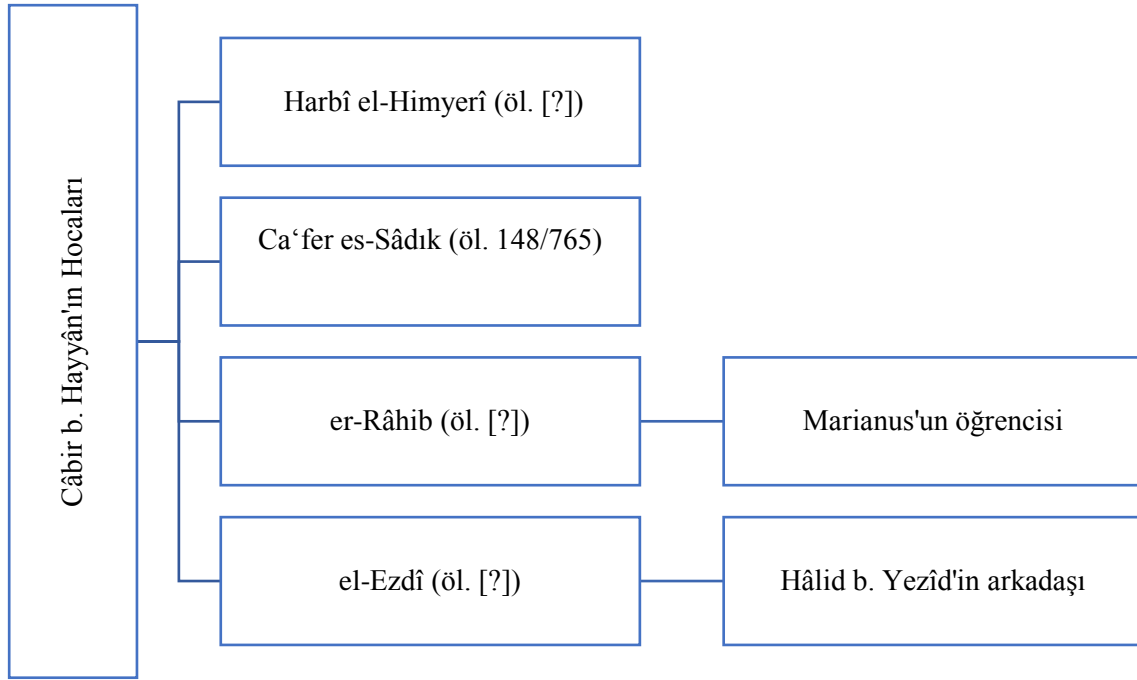 Câbir b. Hayyân'ın Hocaları
Harbî el-Himyerî (öl. [?])
Ca‘fer es-Sâdık (öl. 148/765)
er-Râhib (öl. [?])
Marianus'un öğrencisi
el-Ezdî (öl. [?])
Hâlid b. Yezîd'in arkadaşı